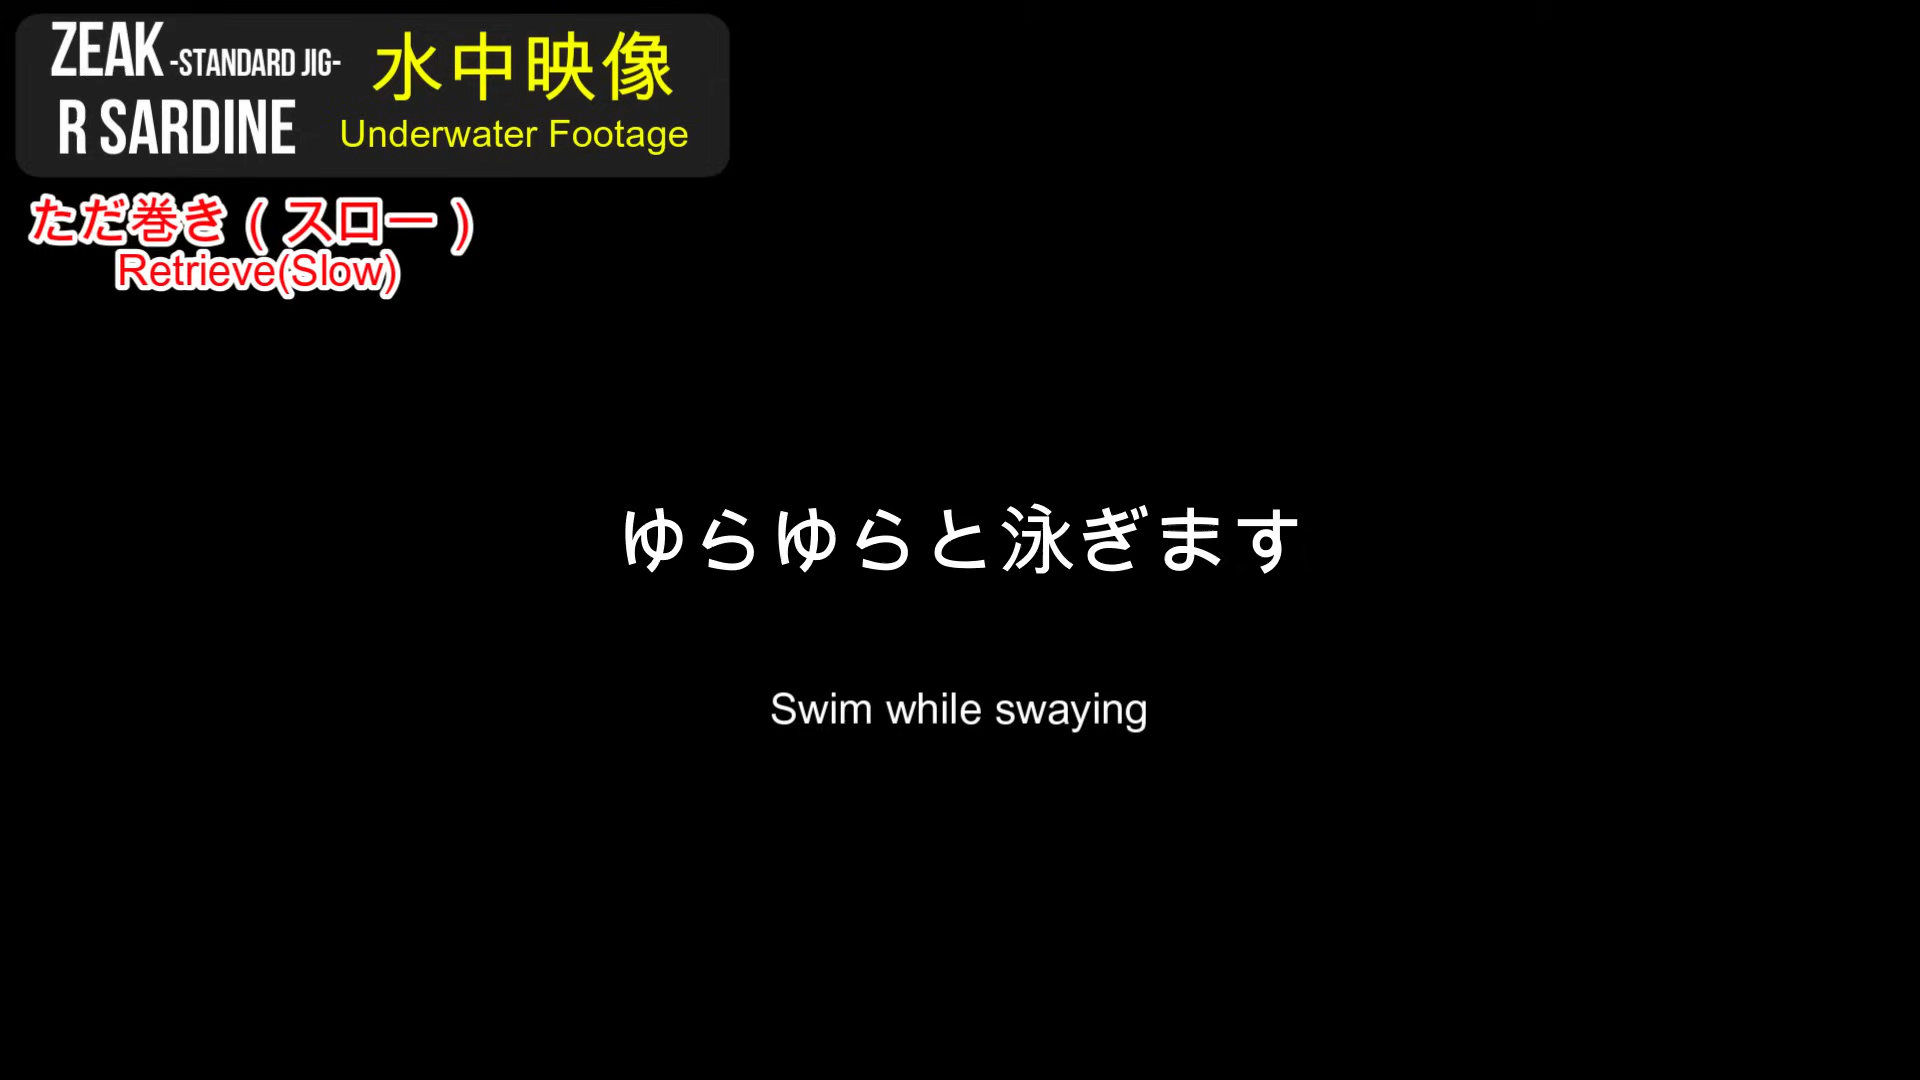 ZEAK -STANDARD JIG-
R SARDINE
水中映像
Underwater Footage
ただ巻き ( スロー )
Retrieve(Slow)
ゆらゆらと泳ぎます
Swim while swaying